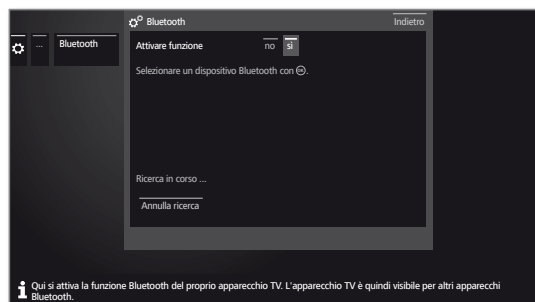 Bluetooth
Indietro
... Bluetooth
Attivare funzione no sì
Selezionare un dispositivo Bluetooth con OK.
Ricerca in corso ...
Annulla ricerca
Qui si attiva la funzione Bluetooth del proprio apparecchio TV. L'apparecchio TV è quindi visibile per altri apparecchi
Bluetooth.